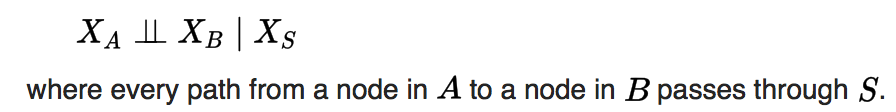 X_A ⫫ X_B | X_S
where every path from a node in A to a node in B passes through S.